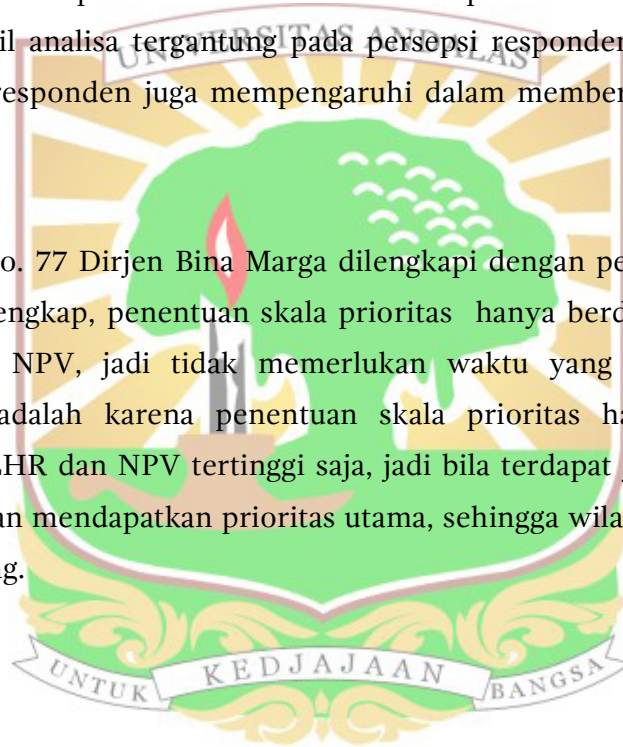 il analisa tergantung pada persepsi responden
UNIVERSITAS ANDALAS
responden juga mempengaruhi dalam member
o. 77 Dirjen Bina Marga dilengkapi dengan pe
engkap, penentuan skala prioritas hanya berd
NPV, jadi tidak memerlukan waktu yang
adalah karena penentuan skala prioritas ha
LHR dan NPV tertinggi saja, jadi bila terdapat
an mendapatkan prioritas utama, sehingga wila
ng.
UNTUK KEDJAJAAN BANGSA